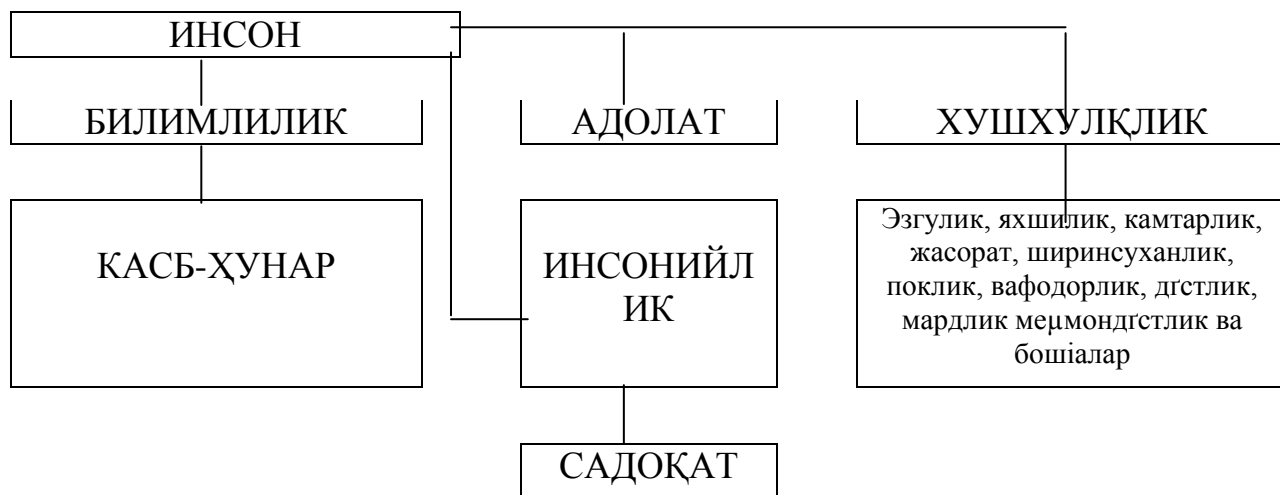 ИНСОН
БИЛИМЛИЛИК
АДОЛАТ
ХУШХУЛҚЛИК
КАСБ-ҲУНАР
ИНСОНИЙЛ
ИК
Эзгулик, яхшилик, камтарлик,
жасорат, ширинсуханлик,
поклик, вафодорлик, дґстлик,
мардлик меµмондґстлик ва
бошіалар
САДОҚАТ